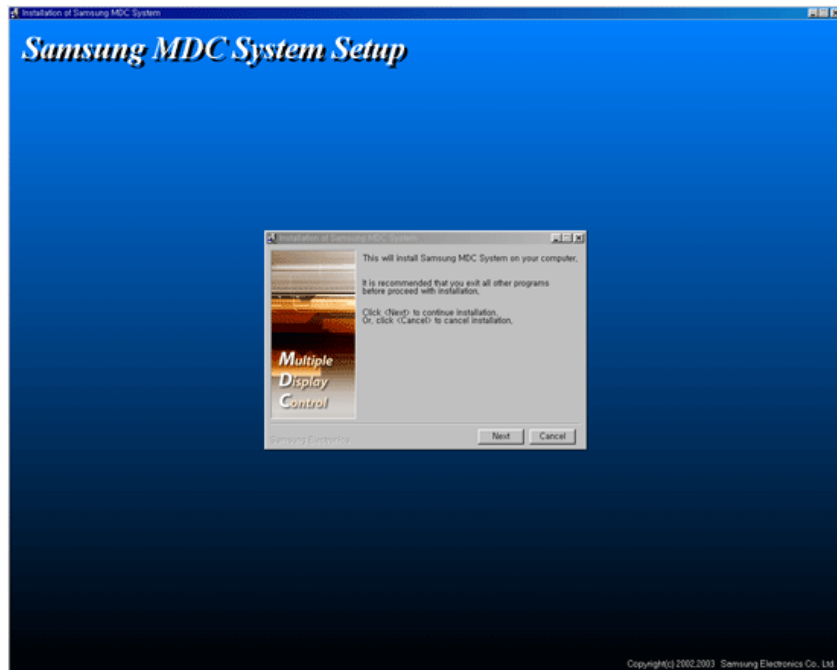 Installation of Samsung MDC System
Samsung MDC System Setup
Installation of Samsung MDC System
This will install Samsung MDC System on your computer,
It is recommended that you exit all other programs
before proceed with installation,
Click <Next> to continue installation,
Or, click <Cancel> to cancel installation,
Multiple
Display
Control
Samsung Electronics
Next
Cancel
Copyright(c) 2002,2003 Samsung Electronics Co., Ltd.